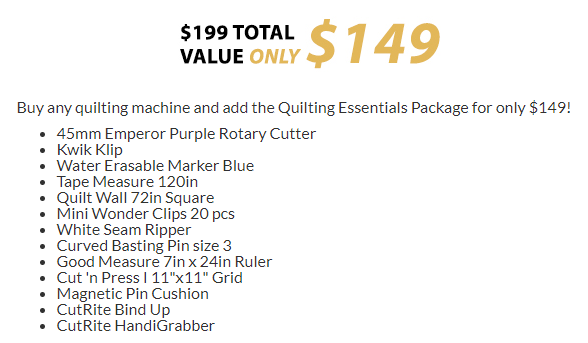 $199 TOTAL
VALUE ONLY $149
Buy any quilting machine and add the Quilting Essentials Package for only $149!
• 45mm Emperor Purple Rotary Cutter
• Kwik Klip
• Water Erasable Marker Blue
• Tape Measure 120in
• Quilt Wall 72in Square
• Mini Wonder Clips 20 pcs
• White Seam Ripper
• Curved Basting Pin size 3
• Good Measure 7in x 24in Ruler
• Cut 'n Press I 11"x11" Grid
• Magnetic Pin Cushion
• CutRite Bind Up
• CutRite HandiGrabber